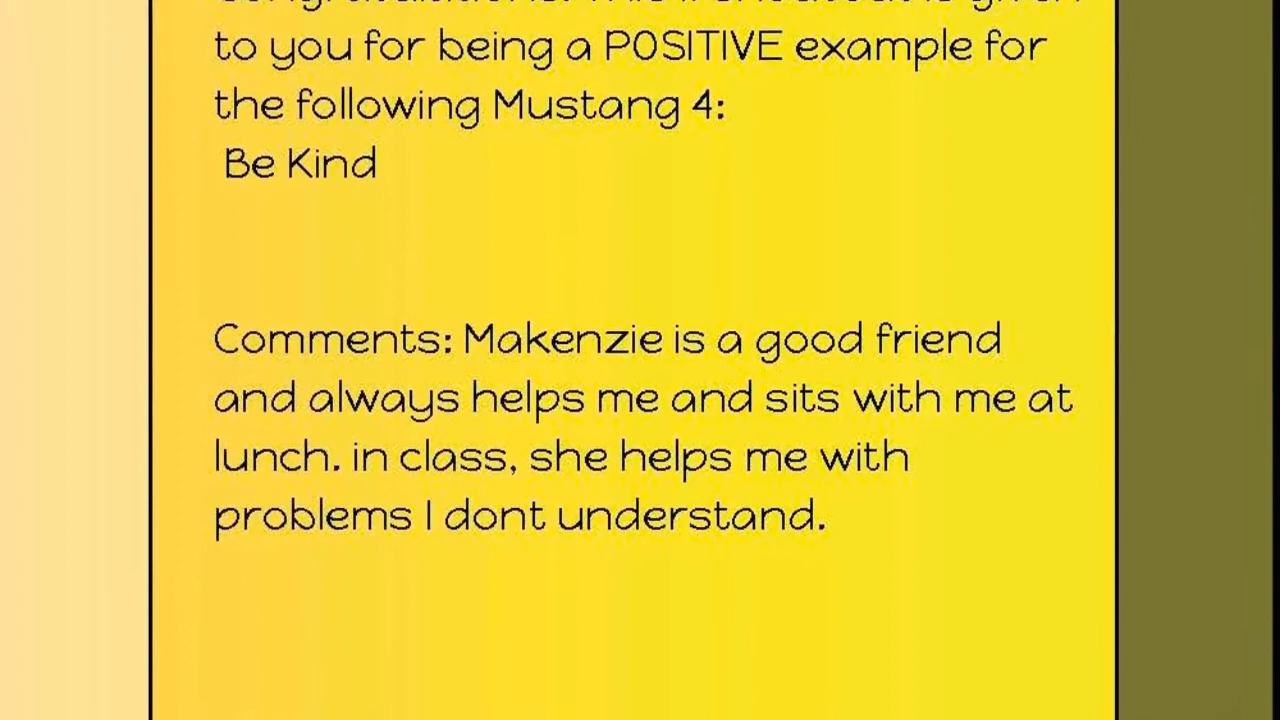 to you for being a POSITIVE example for
the following Mustang 4:
Be Kind
Comments: Makenzie is a good friend
and always helps me and sits with me at
lunch. in class, she helps me with
problems I dont understand.